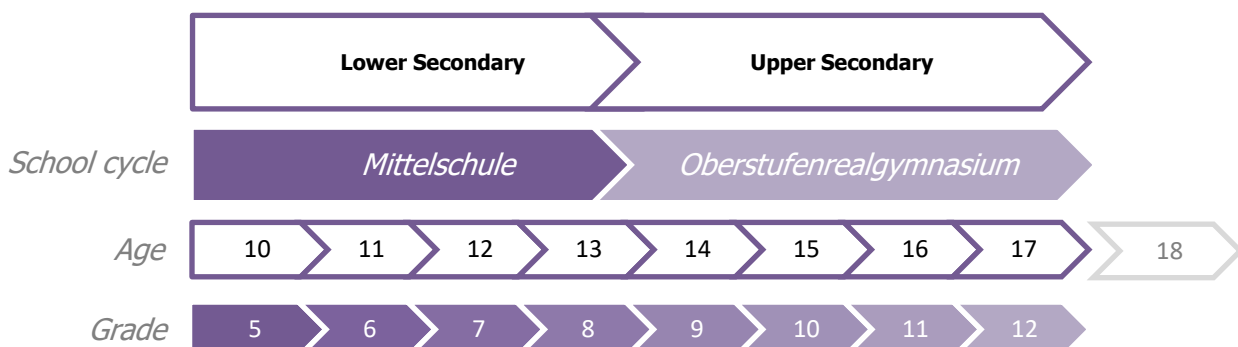 Lower Secondary Upper Secondary
School cycle Mittelschule Oberstufenrealgymnasium
Age 10 11 12 13 14 15 16 17 18
Grade 5 6 7 8 9 10 11 12